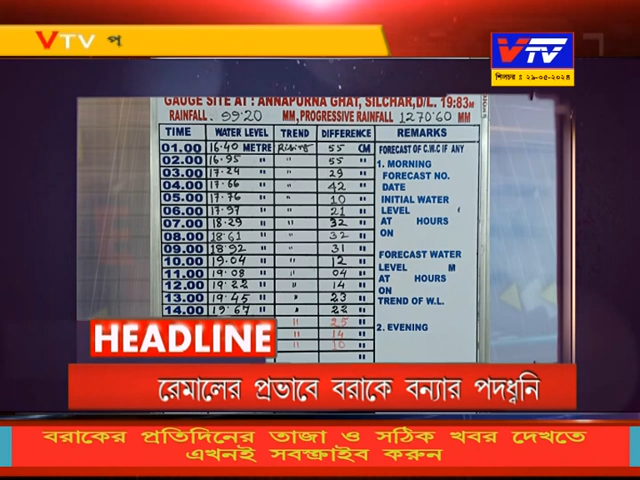 VTV প
VTV
শিলচর ঃ ২৯-০৫-২০২৪
GAUGE SITE AT: ANNAPURNA GHAT, SILCHAR, D/L. 19:83M
RAINFALL. 99.20 MM, PROGRESSIVE RAINFALL 1270.60 MM
TIME WATER LEVEL TREND DIFFERENCE REMARKS
01.00 16.40 METRE Rising 55 CM FORECAST OF C.W.C IF ANY
02.00 16.95 " " 55 " 1. MORNING
03.00 17.24 " " 29 " FORECAST NO.
04.00 17.66 " " 42 " DATE
05.00 17.76 " " 10 " INITIAL WATER
06.00 17.97 " " 21 " LEVEL
07.00 18.29 " " 32 " AT HOURS
08.00 18.61 " " 32 " ON
09.00 18.92 " " 31 "
10.00 19.04 " " 12 " FORECAST WATER
11.00 19.08 " " 04 " LEVEL M
12.00 19.22 " " 14 " AT HOURS
13.00 19.45 " " 23 " ON
14.00 19.67 " " 22 " TREND OF W.L.
" 25 "
" 14 " 2. EVENING
" 10 "
HEADLINE
রেমালের প্রভাবে বরাকে বন্যার পদধ্বনি
বরাকের প্রতিদিনের তাজা ও সঠিক খবর দেখতে
এখনই সবস্ক্রাইব করুন